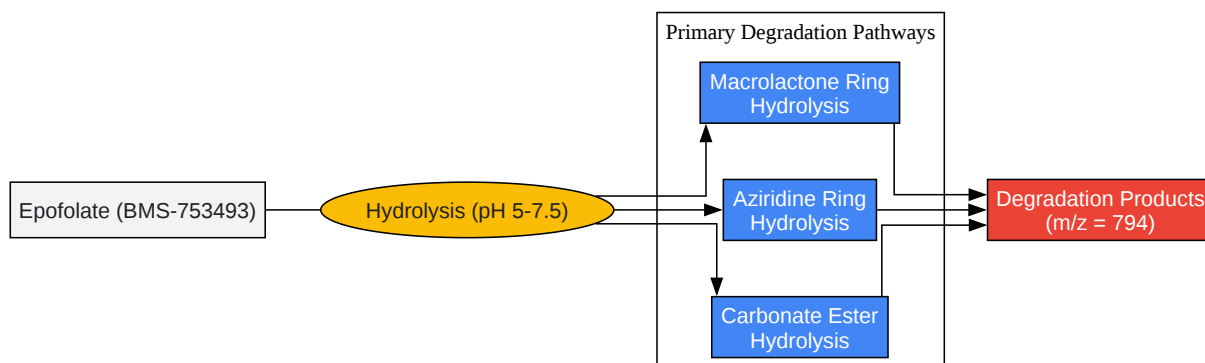 Primary Degradation Pathways
Macrolactone Ring
Hydrolysis
Epofolate (BMS-753493)
Hydrolysis (pH 5-7.5)
Aziridine Ring
Hydrolysis
Degradation Products
(m/z = 794)
Carbonate Ester
Hydrolysis